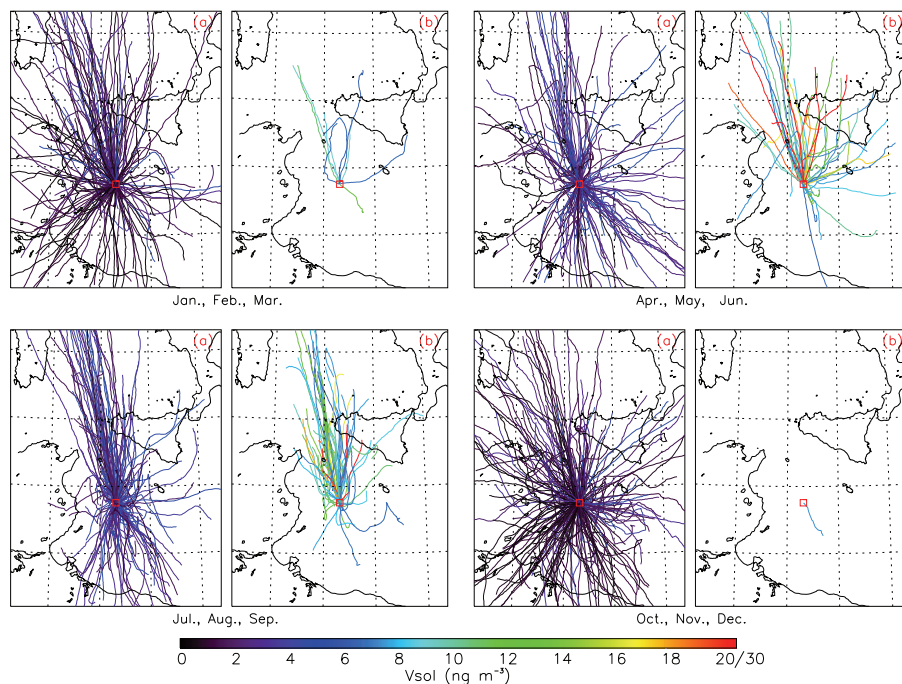 (a) (b) (a) (b)
Jan., Feb., Mar. Apr., May, Jun.
(a) (b) (a) (b)
Jul., Aug., Sep. Oct., Nov., Dec.
0 2 4 6 8 10 12 14 16 18 20/30
Vsol (ng m⁻³)